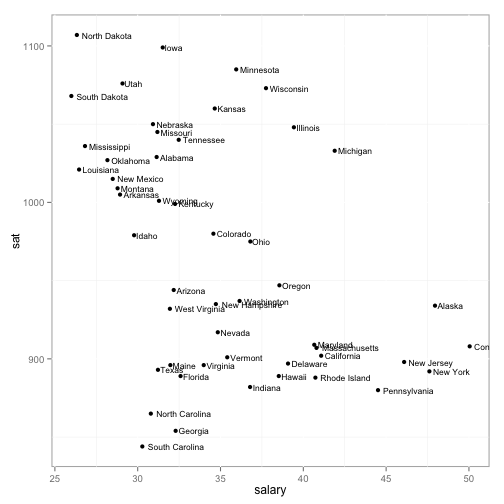 North Dakota
1100
Iowa
Minnesota
Utah
Wisconsin
South Dakota
Kansas
Nebraska
Illinois
Missouri
Tennessee
Mississippi
Michigan
Alabama
Oklahoma
Louisiana
New Mexico
Montana
Arkansas
Wyoming
Kentucky
1000
Idaho
Colorado
Ohio
sat
Oregon
Arizona
Washington
New Hampshire
Alaska
West Virginia
Nevada
Maryland
Massachusetts
Con
California
Vermont
900
New Jersey
Delaware
Maine
Virginia
Texas
New York
Florida
Hawaii
Rhode Island
Indiana
Pennsylvania
North Carolina
Georgia
South Carolina
25 30 35 40 45 50
salary